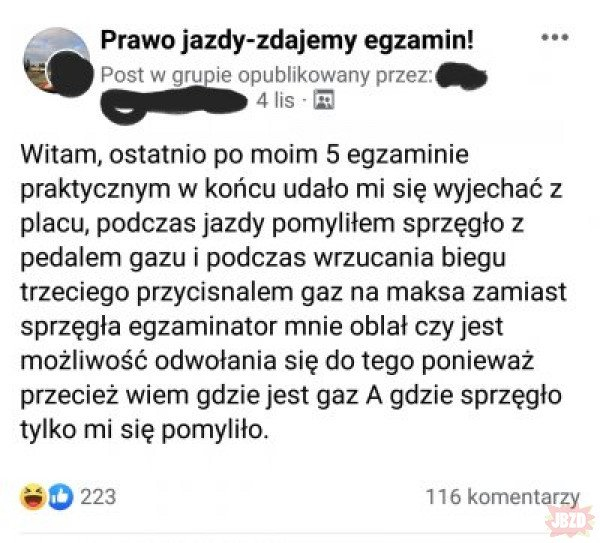 Prawo jazdy-zdajemy egzamin!
Post w grupie opublikowany przez:
4 lis ·
Witam, ostatnio po moim 5 egzaminie
praktycznym w końcu udało mi się wyjechać z
placu, podczas jazdy pomyliłem sprzęgło z
pedalem gazu i podczas wrzucania biegu
trzeciego przycisnalem gaz na maksa zamiast
sprzęgła egzaminator mnie oblał czy jest
możliwość odwołania się do tego ponieważ
przecież wiem gdzie jest gaz A gdzie sprzęgło
tylko mi się pomyliło.
223
116 komentarzy
JBZD